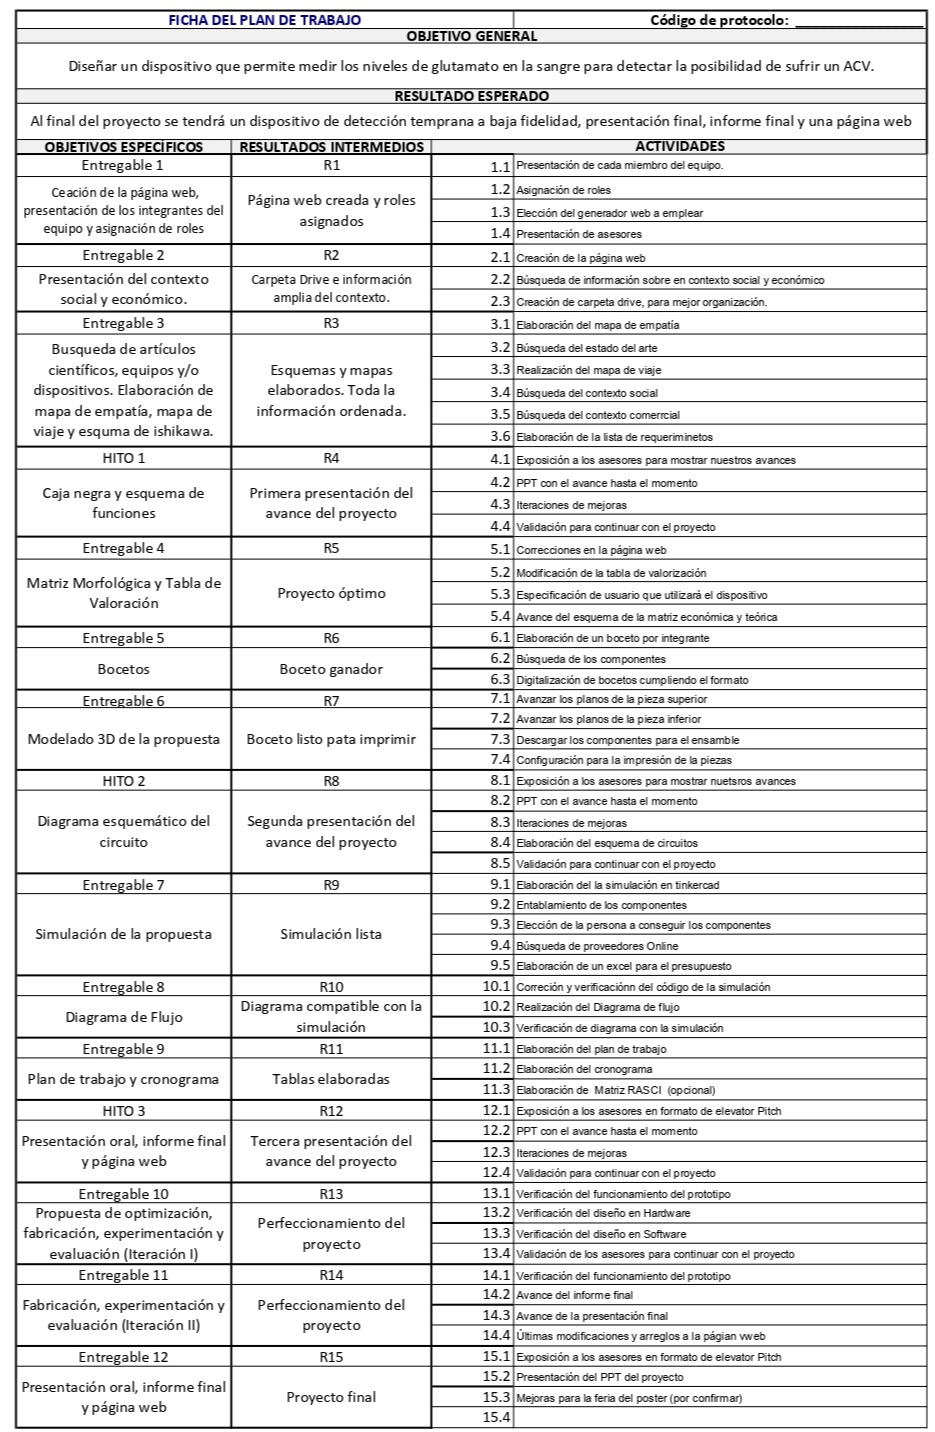 FICHA DEL PLAN DE TRABAJO
Código de protocolo: ___________________
OBJETIVO GENERAL
Diseñar un dispositivo que permite medir los niveles de glutamato en la sangre para detectar la posibilidad de sufrir un ACV.
RESULTADO ESPERADO
Al final del proyecto se tendrá un dispositivo de detección temprana a baja fidelidad, presentación final, informe final y una página web
OBJETIVOS ESPECÍFICOS
RESULTADOS INTERMEDIOS
ACTIVIDADES
Entregable 1
R1
Ceación de la página web,
presentación de los integrantes del
equipo y asignación de roles
Página web creada y roles
asignados
1.1 Presentación de cada miembro del equipo.
1.2 Asignación de roles
1.3 Elección del generador web a emplear
1.4 Presentación de asesores
Entregable 2
R2
Presentación del contexto
social y económico.
Carpeta Drive e información
amplia del contexto.
2.1 Creación de la página web
2.2 Búsqueda de información sobre en contexto social y económico
2.3 Creación de carpeta drive, para mejor organización.
Entregable 3
R3
Busqueda de artículos
científicos, equipos y/o
dispositivos. Elaboración de
mapa de empatía, mapa de
viaje y esquma de ishikawa.
Esquemas y mapas
elaborados. Toda la
información ordenada.
3.1 Elaboración del mapa de empatía
3.2 Búsqueda del estado del arte
3.3 Realización del mapa de viaje
3.4 Búsqueda del contexto social
3.5 Búsqueda del contexto comerrcial
3.6 Elaboración de la lista de requeriminetos
HITO 1
R4
Caja negra y esquema de
funciones
Primera presentación del
avance del proyecto
4.1 Exposición a los asesores para mostrar nuestros avances
4.2 PPT con el avance hasta el momento
4.3 Iteraciones de mejoras
4.4 Validación para continuar con el proyecto
Entregable 4
R5
Matriz Morfológica y Tabla de
Valoración
Proyecto óptimo
5.1 Correcciones en la página web
5.2 Modificación de la tabla de valorización
5.3 Especificación de usuario que utilizará el dispositivo
5.4 Avance del esquema de la matriz económica y teórica
Entregable 5
R6
Bocetos
Boceto ganador
6.1 Elaboración de un boceto por integrante
6.2 Búsqueda de los componentes
6.3 Digitalización de bocetos cumpliendo el formato
Entregable 6
R7
Modelado 3D de la propuesta
Boceto listo pata imprimir
7.1 Avanzar los planos de la pieza superior
7.2 Avanzar los planos de la pieza inferior
7.3 Descargar los componentes para el ensamble
7.4 Configuración para la impresión de la piezas
HITO 2
R8
Diagrama esquemático del
circuito
Segunda presentación del
avance del proyecto
8.1 Exposición a los asesores para mostrar nuetsros avances
8.2 PPT con el avance hasta el momento
8.3 Iteraciones de mejoras
8.4 Elaboración del esquema de circuitos
8.5 Validación para continuar con el proyecto
Entregable 7
R9
Simulación de la propuesta
Simulación lista
9.1 Elaboración del la simulación en tinkercad
9.2 Entablamiento de los componentes
9.3 Elección de la persona a conseguir los componentes
9.4 Búsqueda de proveedores Online
9.5 Elaboración de un excel para el presupuesto
Entregable 8
R10
Diagrama de Flujo
Diagrama compatible con la
simulación
10.1 Correción y verificaciónn del código de la simulación
10.2 Realización del Diagrama de flujo
10.3 Verificación de diagrama con la simulación
Entregable 9
R11
Plan de trabajo y cronograma
Tablas elaboradas
11.1 Elaboración del plan de trabajo
11.2 Elaboración del cronograma
11.3 Elaboración de Matriz RASCI (opcional)
HITO 3
R12
Presentación oral, informe final
y página web
Tercera presentación del
avance del proyecto
12.1 Exposición a los asesores en formato de elevator Pitch
12.2 PPT con el avance hasta el momento
12.3 Iteraciones de mejoras
12.4 Validación para continuar con el proyecto
Entregable 10
R13
Propuesta de optimización,
fabricación, experimentación y
evaluación (Iteración I)
Perfeccionamiento del
proyecto
13.1 Verificación del funcionamiento del prototipo
13.2 Verificación del diseño en Hardware
13.3 Verificación del diseño en Software
13.4 Validación de los asesores para continuar con el proyecto
Entregable 11
R14
Fabricación, experimentación y
evaluación (Iteración II)
Perfeccionamiento del
proyecto
14.1 Verificación del funcionamiento del prototipo
14.2 Avance del informe final
14.3 Avance de la presentación final
14.4 Últimas modificaciones y arreglos a la págian vweb
Entregable 12
R15
Presentación oral, informe final
y página web
Proyecto final
15.1 Exposición a los asesores en formato de elevator Pitch
15.2 Presentación del PPT del proyecto
15.3 Mejoras para la feria del poster (por confirmar)
15.4